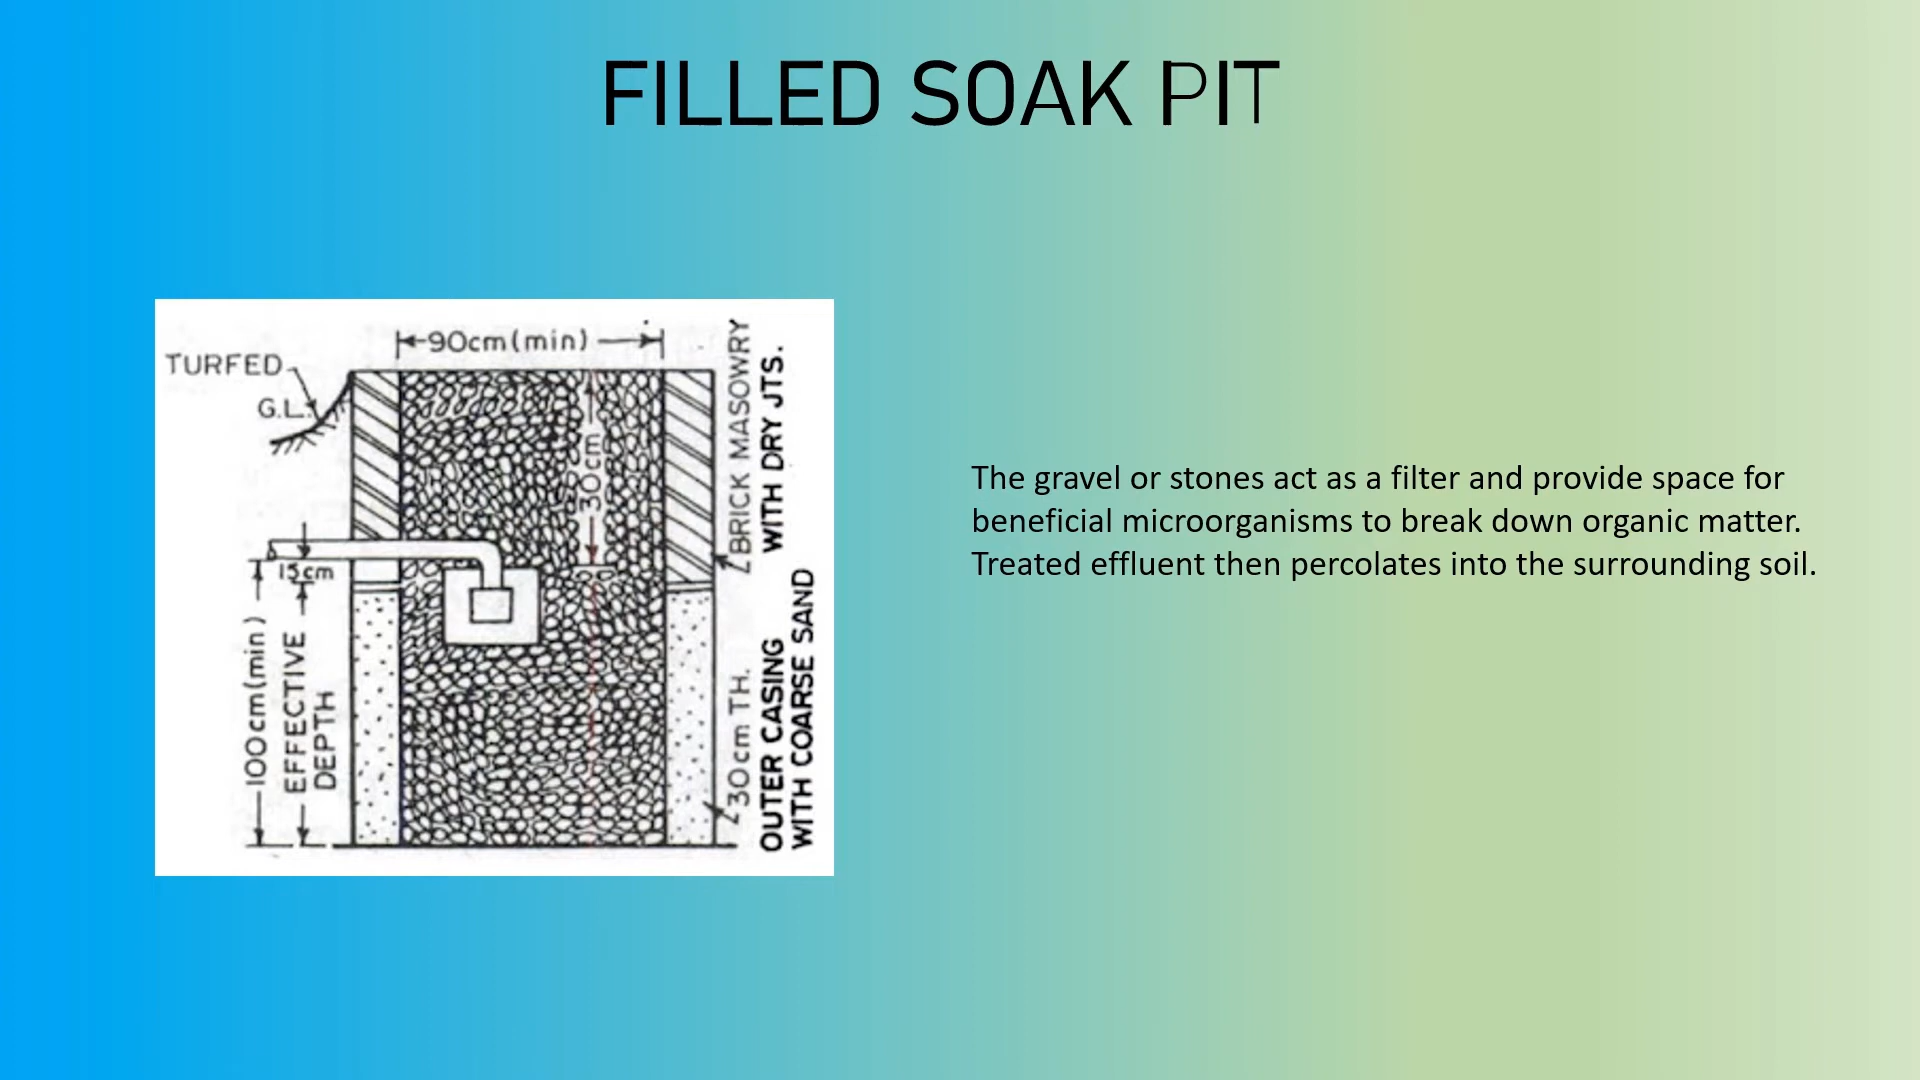 FILLED SOAK PIT
90cm(min)
TURFED
G.L.
30cm
15cm
100cm(min)
EFFECTIVE
DEPTH
BRICK MASOWRY
WITH DRY JTS.
30cm TH.
OUTER CASING
WITH COARSE SAND
The gravel or stones act as a filter and provide space for
beneficial microorganisms to break down organic matter.
Treated effluent then percolates into the surrounding soil.